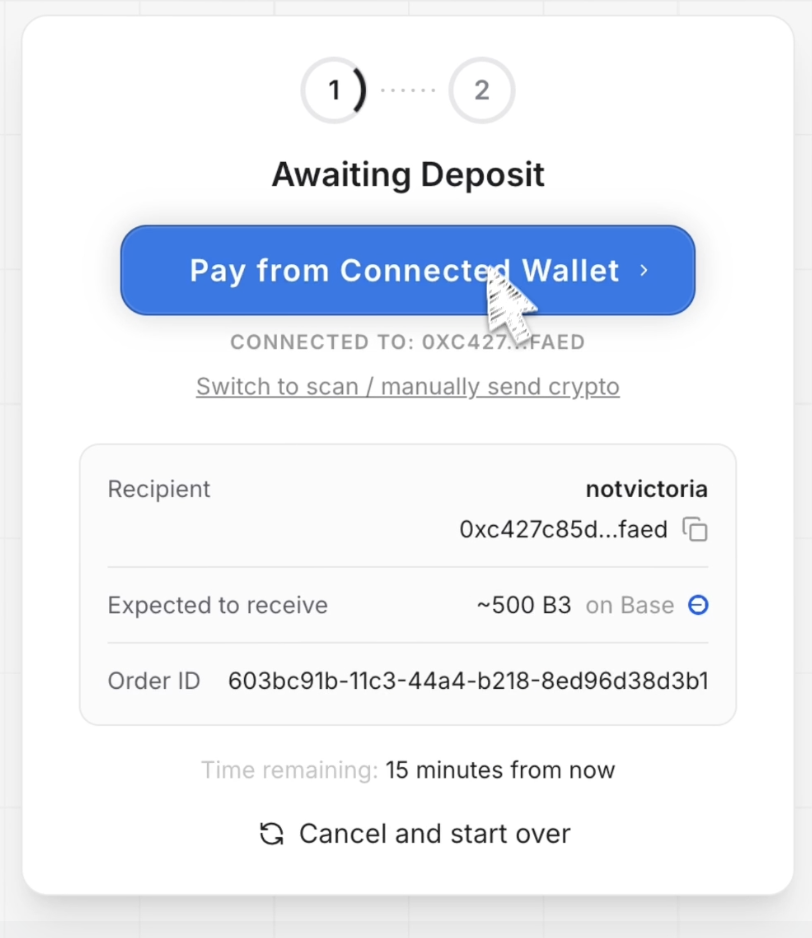 1 2
Awaiting Deposit
Pay from Connected Wallet
CONNECTED TO: 0XC427...FAED
Switch to scan / manually send crypto
Recipient notvictoria
0xc427c85d...faed
Expected to receive ~500 B3 on Base
Order ID 603bc91b-11c3-44a4-b218-8ed96d38d3b1
Time remaining: 15 minutes from now
Cancel and start over